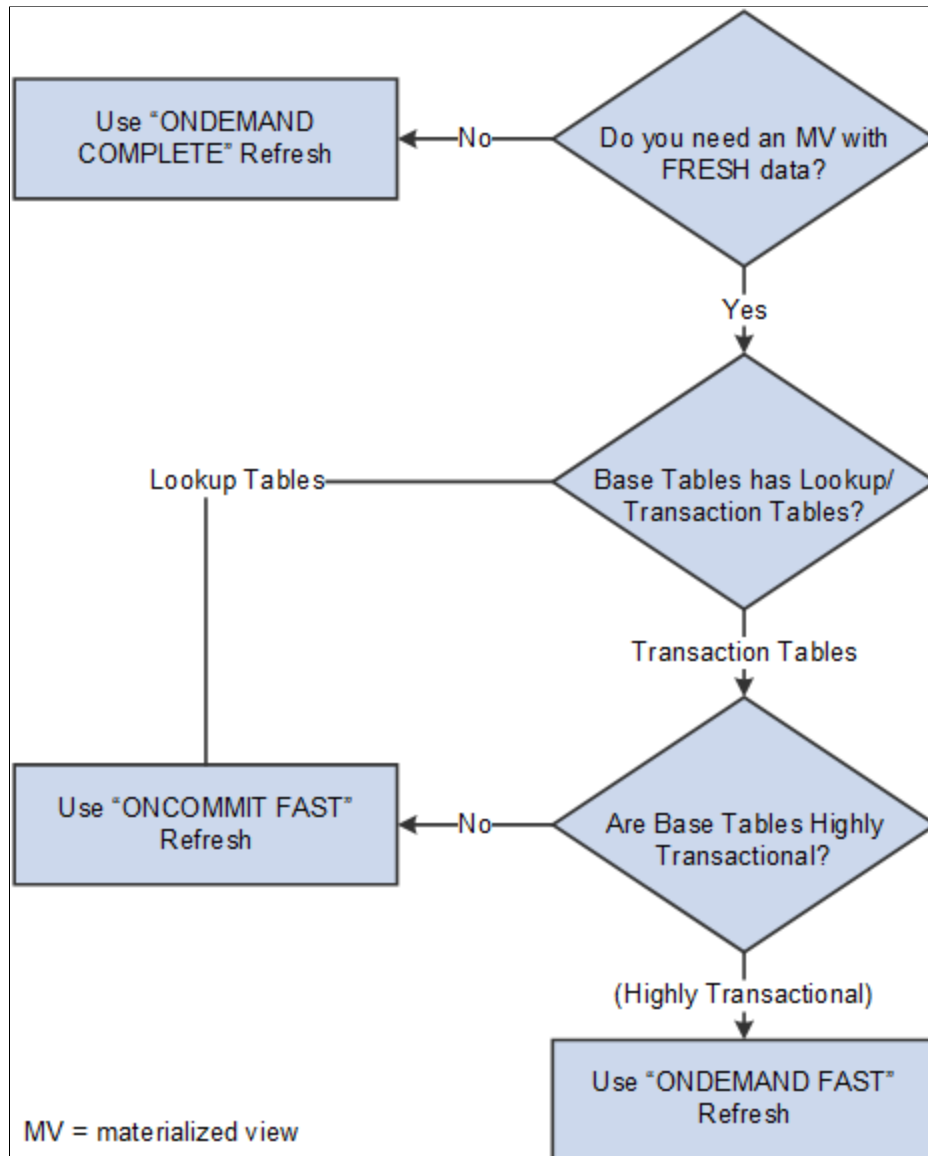 Do you need an MV with
FRESH data?
No
Use “ONDEMAND
COMPLETE” Refresh
Yes
Base Tables has Lookup/
Transaction Tables?
Lookup Tables
Transaction Tables
Are Base Tables Highly
Transactional?
No
Use “ONCOMMIT FAST”
Refresh
(Highly Transactional)
Use “ONDEMAND FAST”
Refresh
MV = materialized view